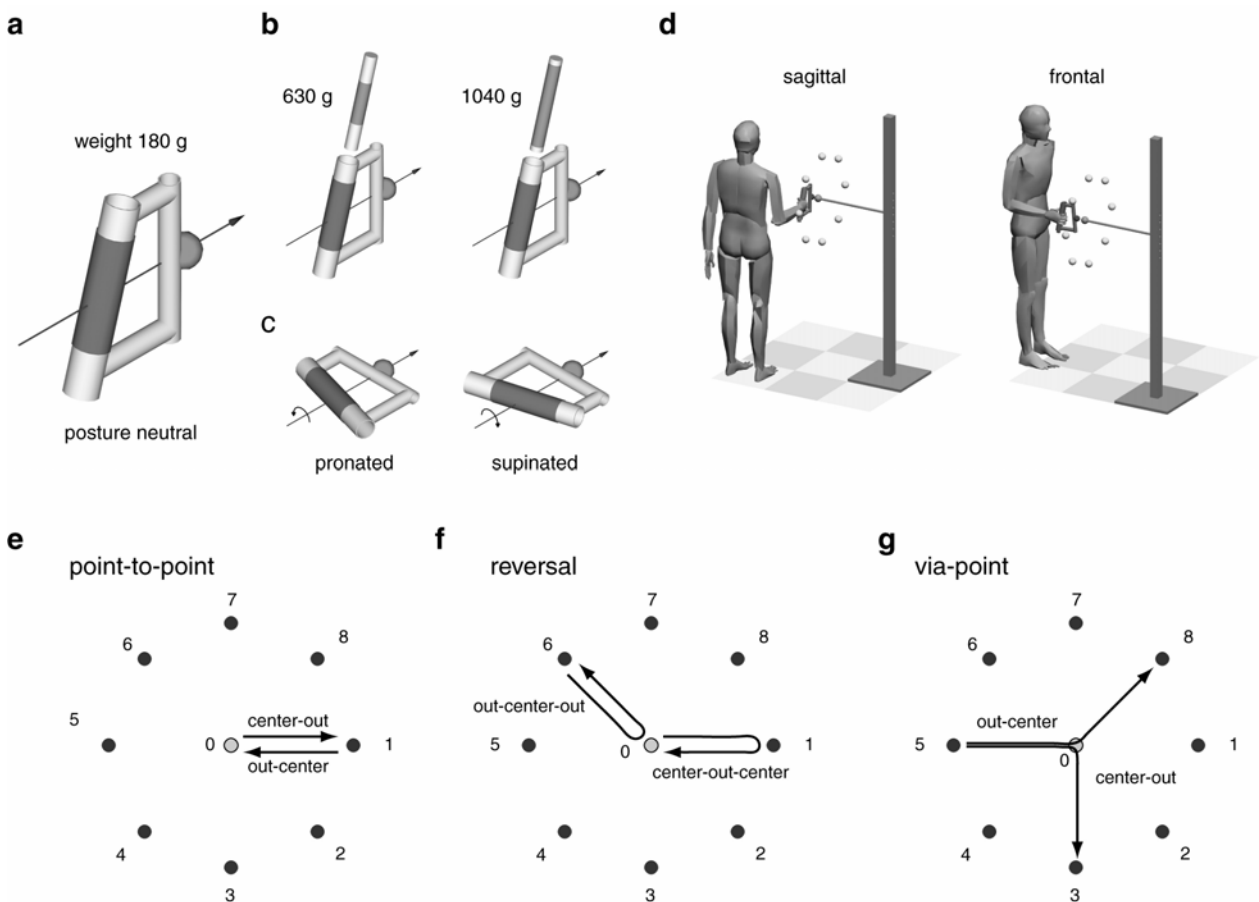 a
weight 180 g
posture neutral
b
630 g
1040 g
c
pronated
supinated
d
sagittal
frontal
e
point-to-point
7
6
8
5
center-out
0
1
out-center
4
2
3
f
reversal
7
6
8
out-center-out
5
0
1
center-out-center
4
2
3
g
via-point
7
6
8
out-center
5
0
1
center-out
4
2
3